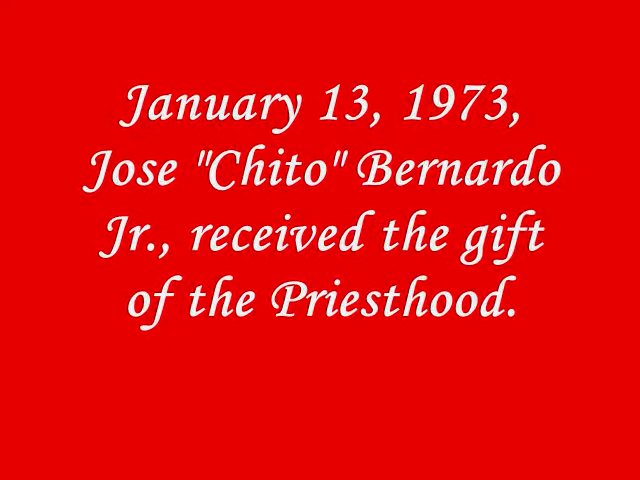 January 13, 1973,
Jose "Chito" Bernardo
Jr., received the gift
of the Priesthood.